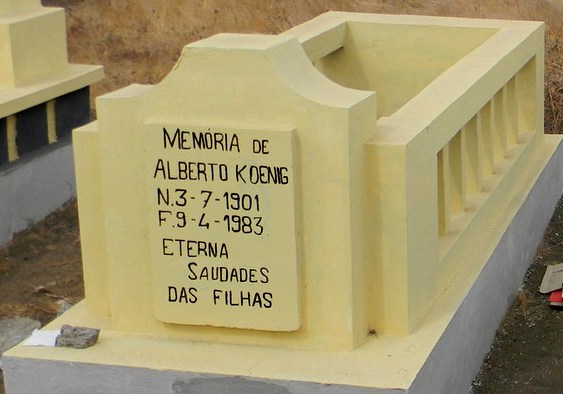 MEMÓRIA DE
ALBERTO KOENIG
N.3-7-1901
F.9-4-1983
ETERNA
SAUDADES
DAS FILHAS